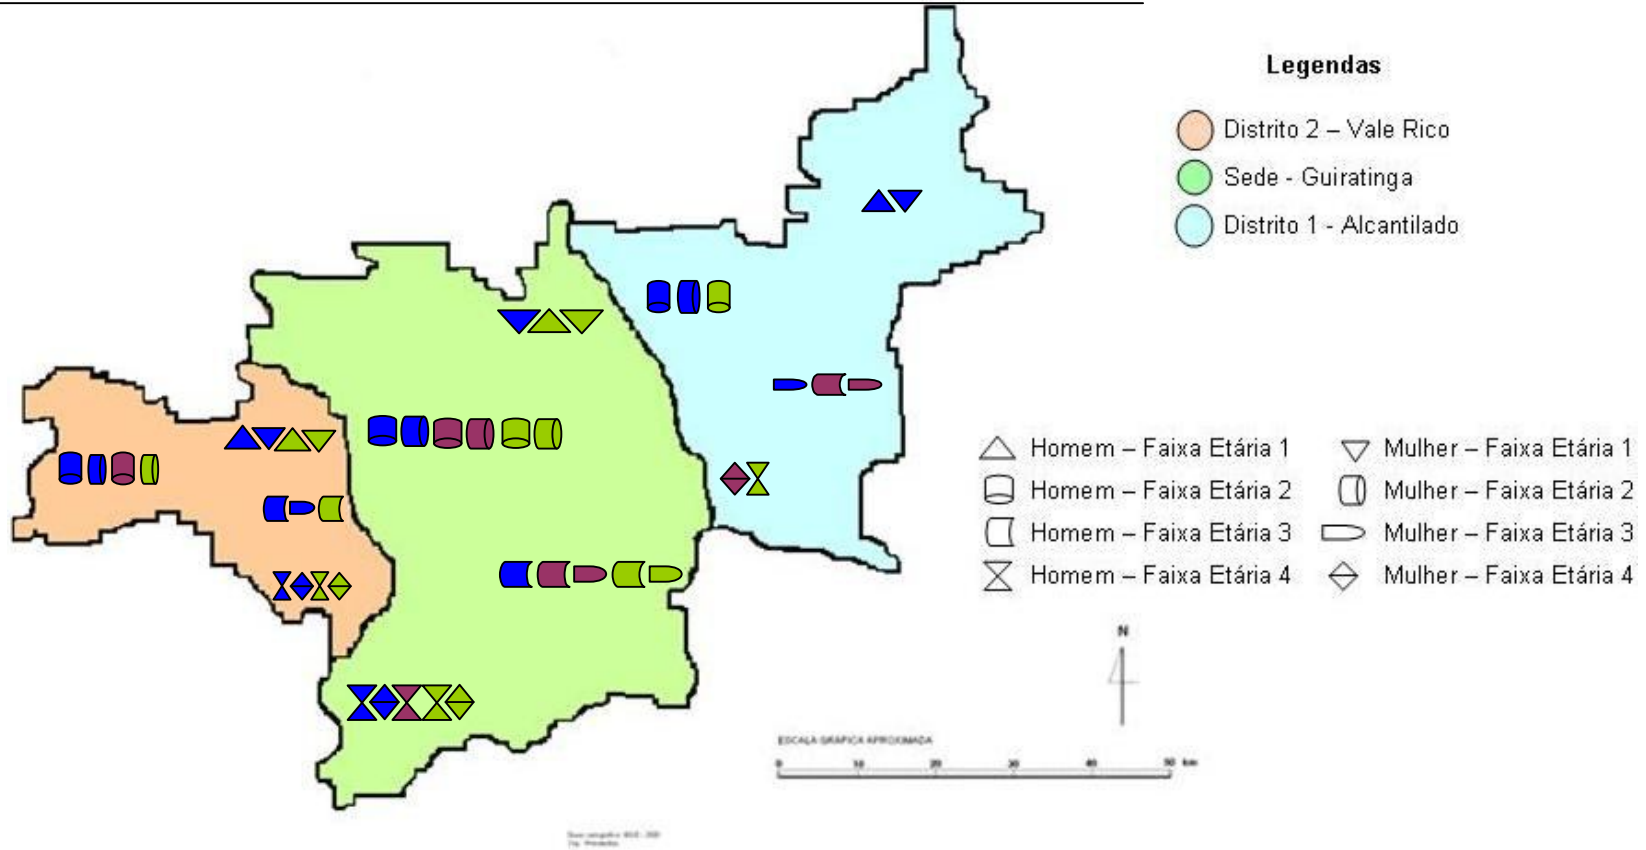 Legendas
Distrito 2 – Vale Rico
Sede - Guiratinga
Distrito 1 - Alcantilado
Homem – Faixa Etária 1
Mulher – Faixa Etária 1
Homem – Faixa Etária 2
Mulher – Faixa Etária 2
Homem – Faixa Etária 3
Mulher – Faixa Etária 3
Homem – Faixa Etária 4
Mulher – Faixa Etária 4
N
ESCALA GRÁFICA APROXIMADA
0 10 20 30 40 50 km